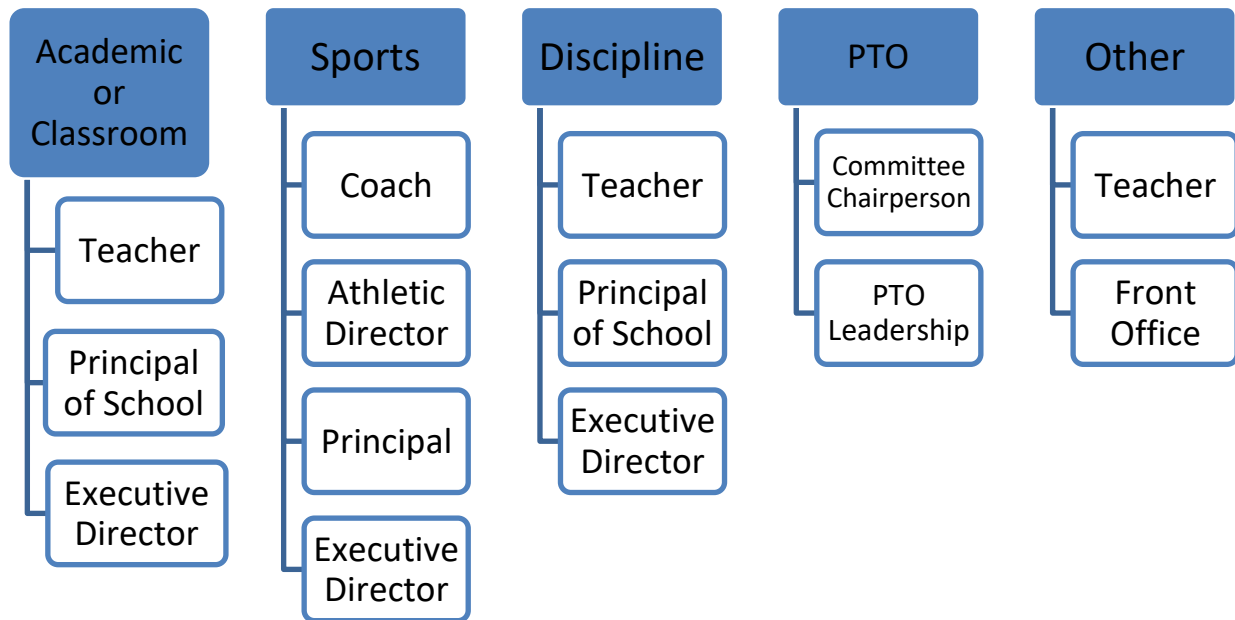 Academic
or
Classroom
Teacher
Principal
of School
Executive
Director
Sports
Coach
Athletic
Director
Principal
Executive
Director
Discipline
Teacher
Principal
of School
Executive
Director
PTO
Committee
Chairperson
PTO
Leadership
Other
Teacher
Front
Office